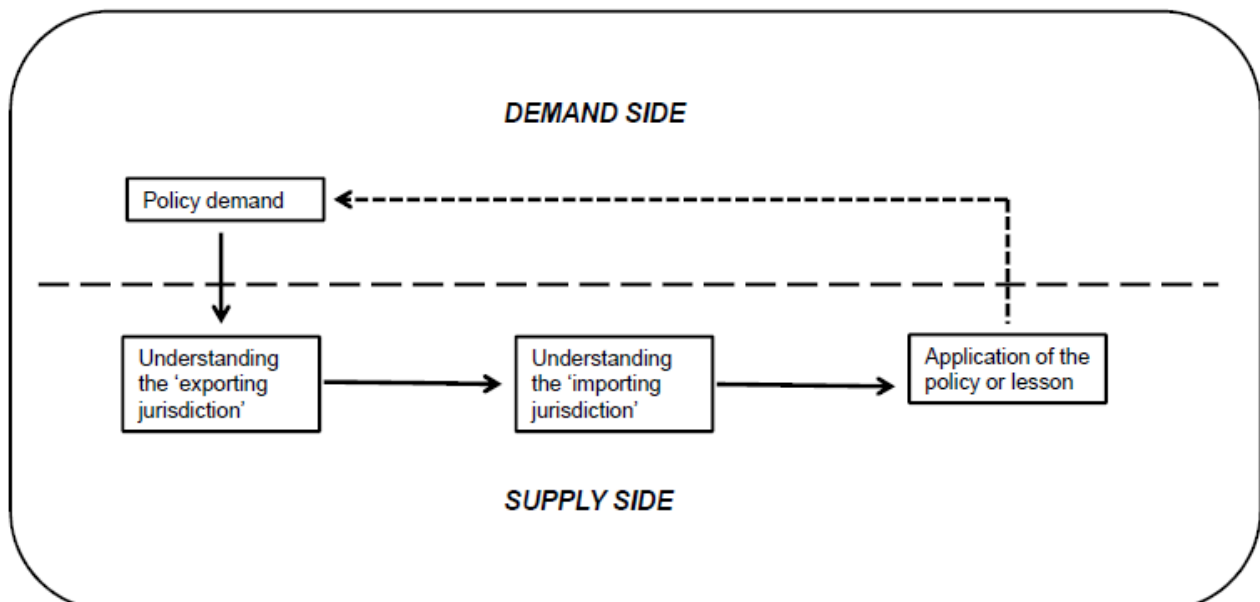 DEMAND SIDE
Policy demand
Understanding
the ‘exporting
jurisdiction’
Understanding
the ‘importing
jurisdiction’
Application of the
policy or lesson
SUPPLY SIDE